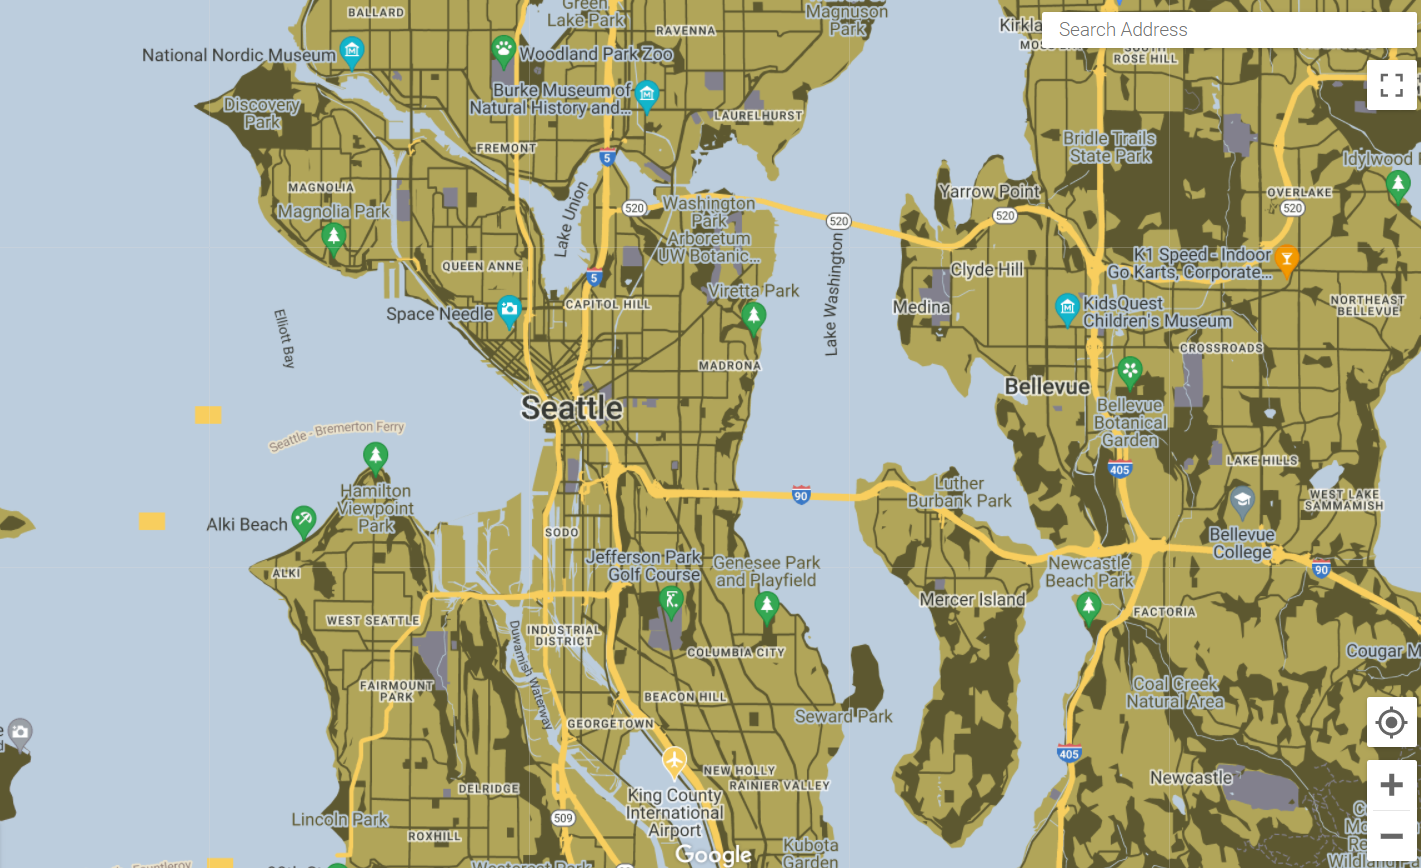 BALLARD
Green
Lake Park
RAVENNA
Magnuson
Park
Search Address
SOUTH
ROSE HILL
National Nordic Museum
Woodland Park Zoo
Burke Museum of
Natural History and...
Discovery
Park
LAURELHURST
FREMONT
5
Bridle Trails
State Park
MAGNOLIA
Magnolia Park
Lake Union
520
Washington
Park
Arboretum
UW Botanic...
520
Yarrow Point
520
OVERLAKE
520
QUEEN ANNE
5
Clyde Hill
K1 Speed - Indoor
Go Karts, Corporate...
Viretta Park
CAPITOL HILL
Lake Washington
Medina
KidsQuest
Children's Museum
NORTHEAST
BELLEVUE
Space Needle
Elliott Bay
MADRONA
CROSSROADS
Bellevue
Seattle
Bellevue
Botanical
Garden
Seattle - Bremerton Ferry
405
LAKE HILLS
Hamilton
Viewpoint
Park
90
Luther
Burbank Park
WEST LAKE
SAMMAMISH
Alki Beach
SODO
Bellevue
College
ALKI
Jefferson Park
Golf Course
Genesee Park
and Playfield
Newcastle
Beach Park
90
Mercer Island
FACTORIA
WEST SEATTLE
INDUSTRIAL
DISTRICT
Duwamish Waterway
COLUMBIA CITY
FAIRMOUNT
PARK
BEACON HILL
Coal Creek
Natural Area
GEORGETOWN
Seward Park
405
NEW HOLLY
RAINIER VALLEY
Newcastle
DELRIDGE
King County
International
Airport
Lincoln Park
509
ROXHILL
Kubota
Garden
Google